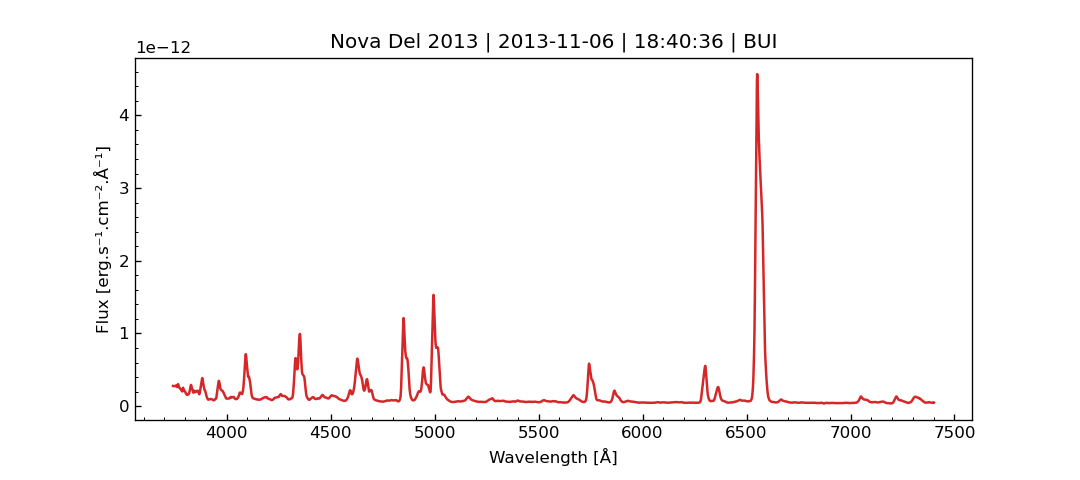 Nova Del 2013 | 2013-11-06 | 18:40:36 | BUI
1e−12
4
3
2
1
0
Flux [erg.s⁻¹.cm⁻².Å⁻¹]
4000 4500 5000 5500 6000 6500 7000 7500
Wavelength [Å]